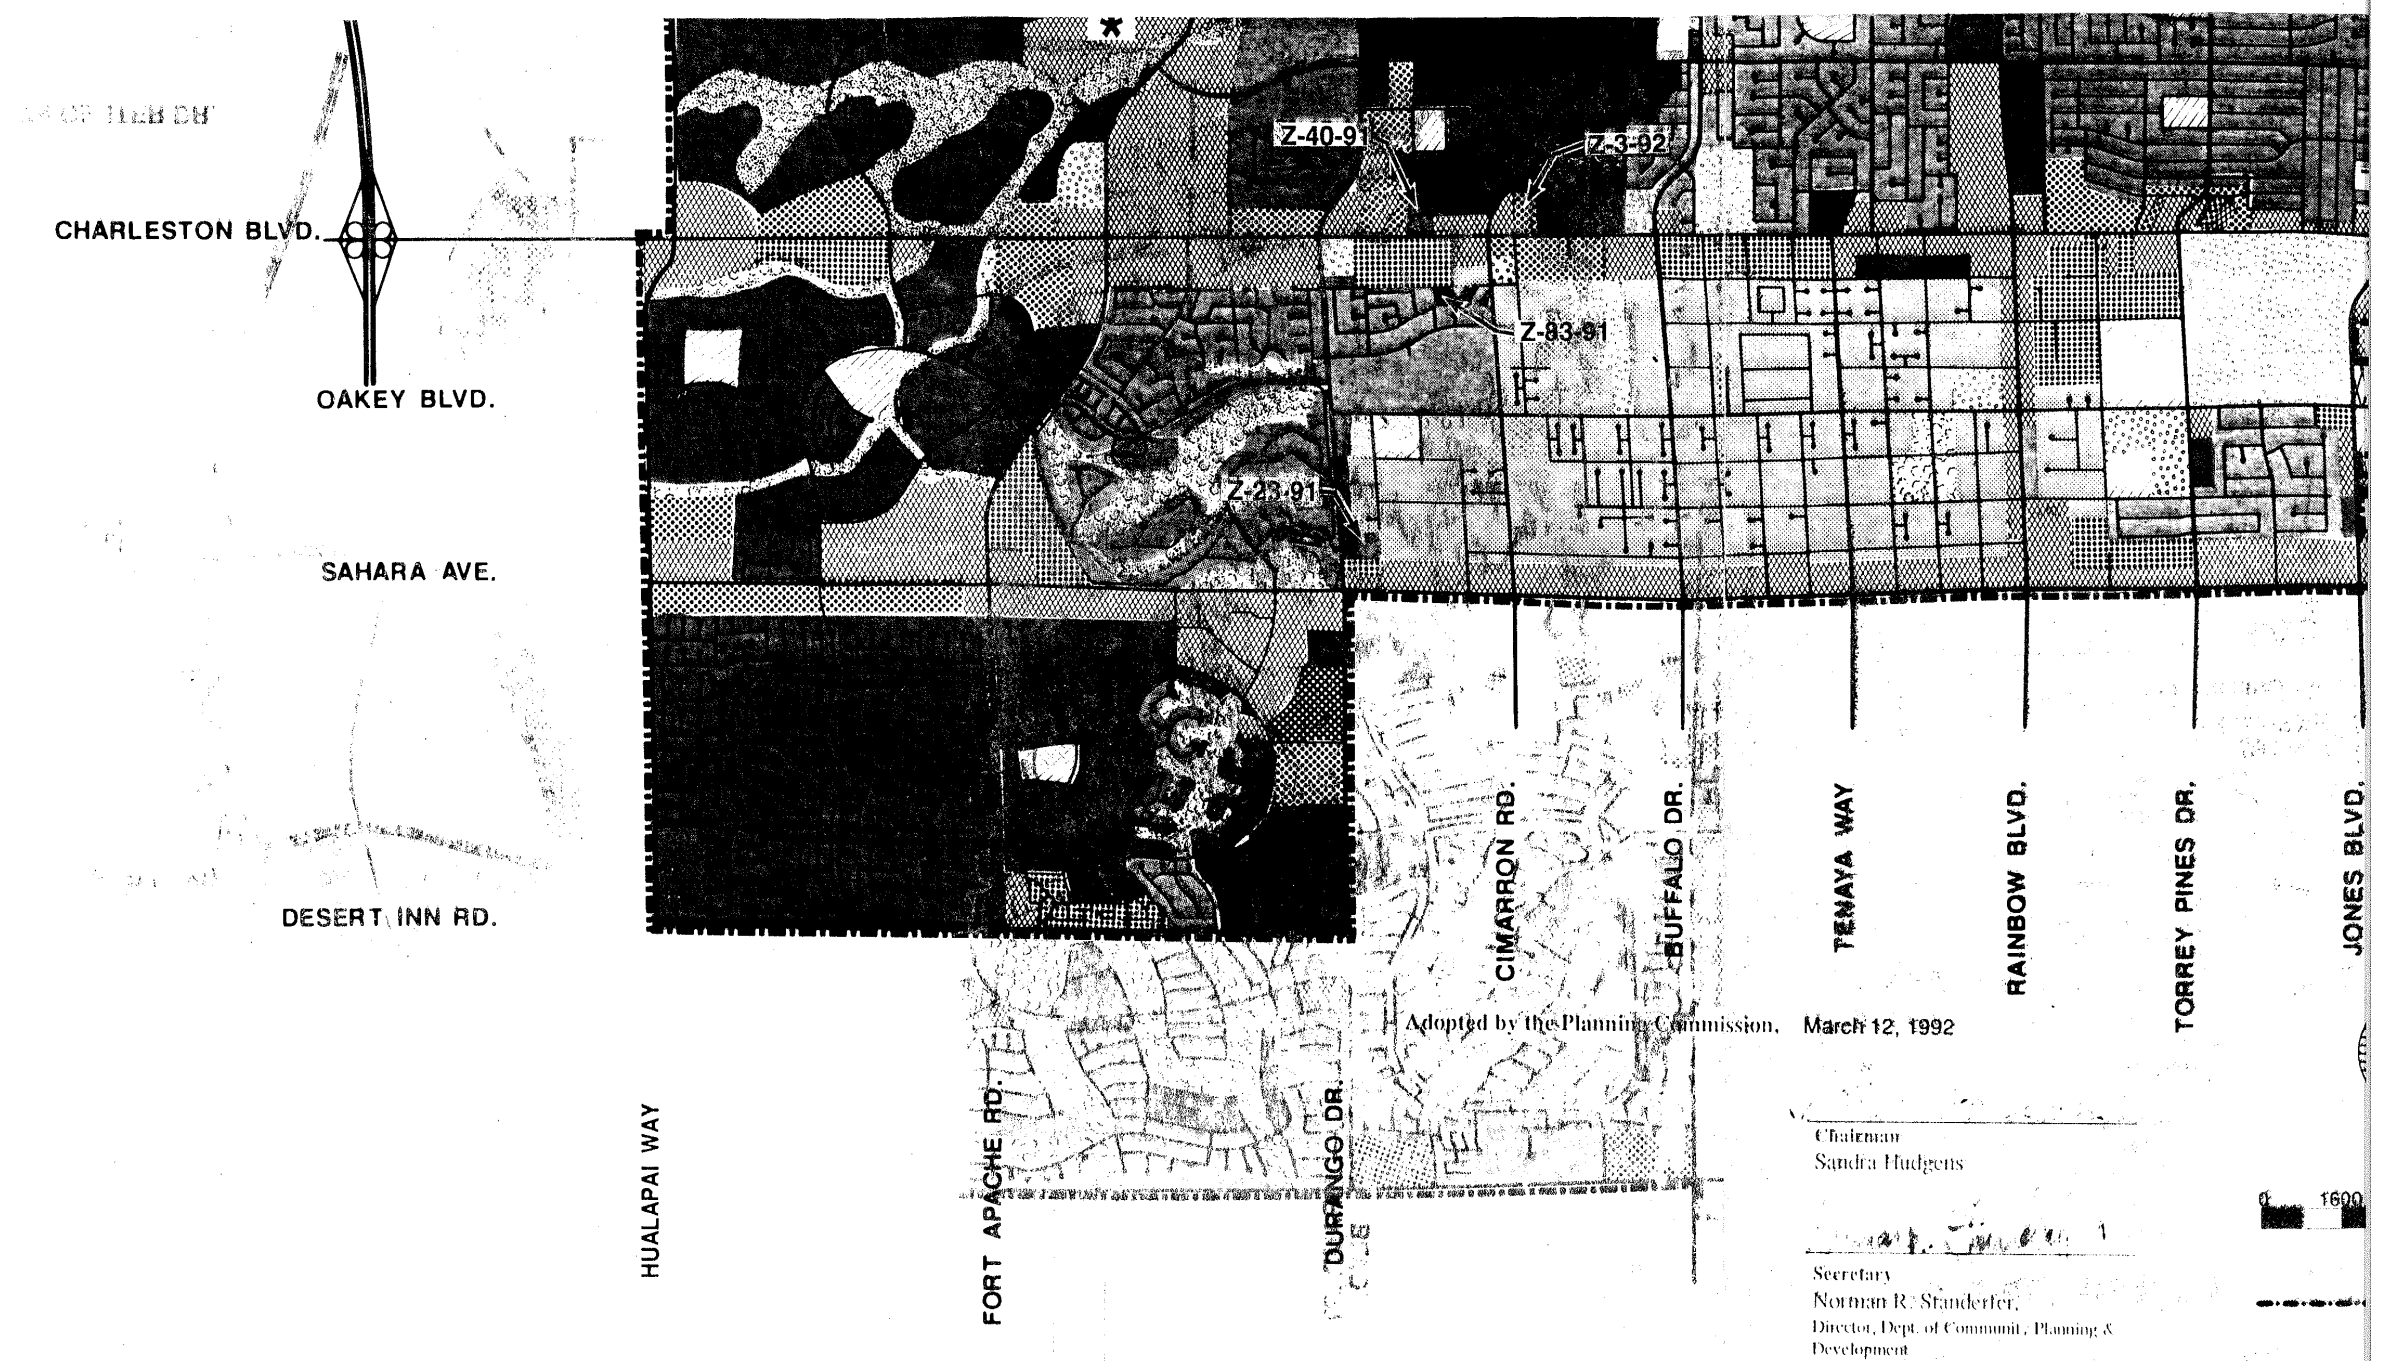 *
Z-40-91
Z-3-92
CHARLESTON BLVD.
Z-83-91
OAKEY BLVD.
Z-23-91
SAHARA AVE.
DESERT INN RD.
CIMARRON RD.
BUFFALO DR.
TENAYA WAY
RAINBOW BLVD.
TORREY PINES DR.
JONES BLVD.
HUALAPAI WAY
FORT APACHE RD.
DURANGO DR.
Adopted by the Planning Commission, March 12, 1992
Chairman
Sandra Hudgens
0 1600
Secretary
Norman R. Standerfer,
Director, Dept. of Community Planning &
Development